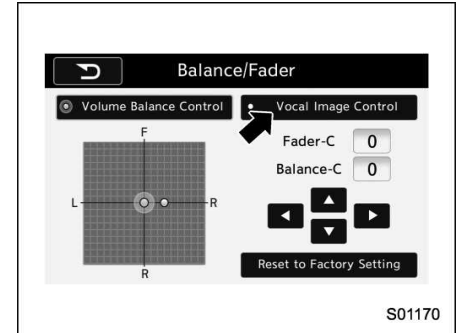 Balance/Fader
Volume Balance Control
Vocal Image Control
F
L
R
R
Fader-C 0
Balance-C 0
Reset to Factory Setting
S01170